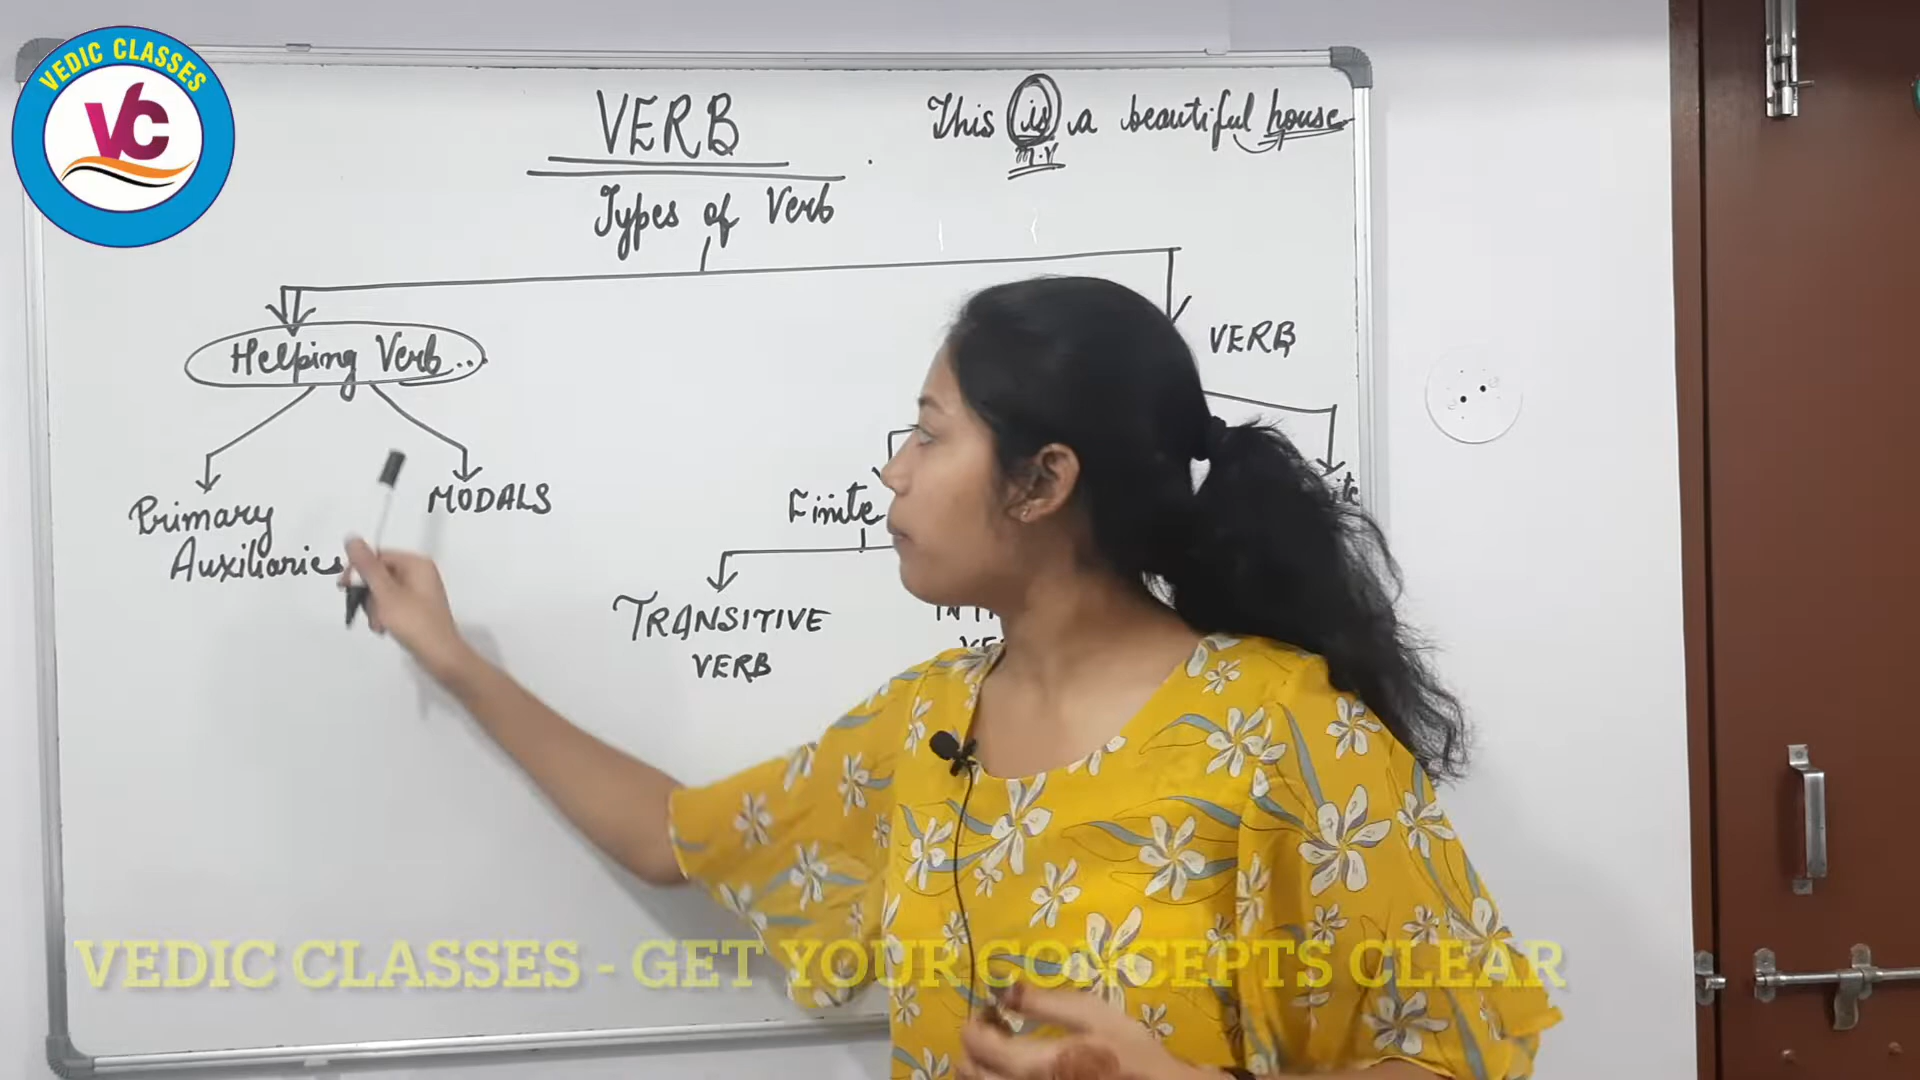 VEDIC CLASSES
VC
VERB
This is a beautiful house
m.v
Types of Verb
Helping Verb...
VERB
Primary
Auxiliaries
MODALS
Finite
TRANSITIVE
VERB
VEDIC CLASSES - GET YOUR CONCEPTS CLEAR